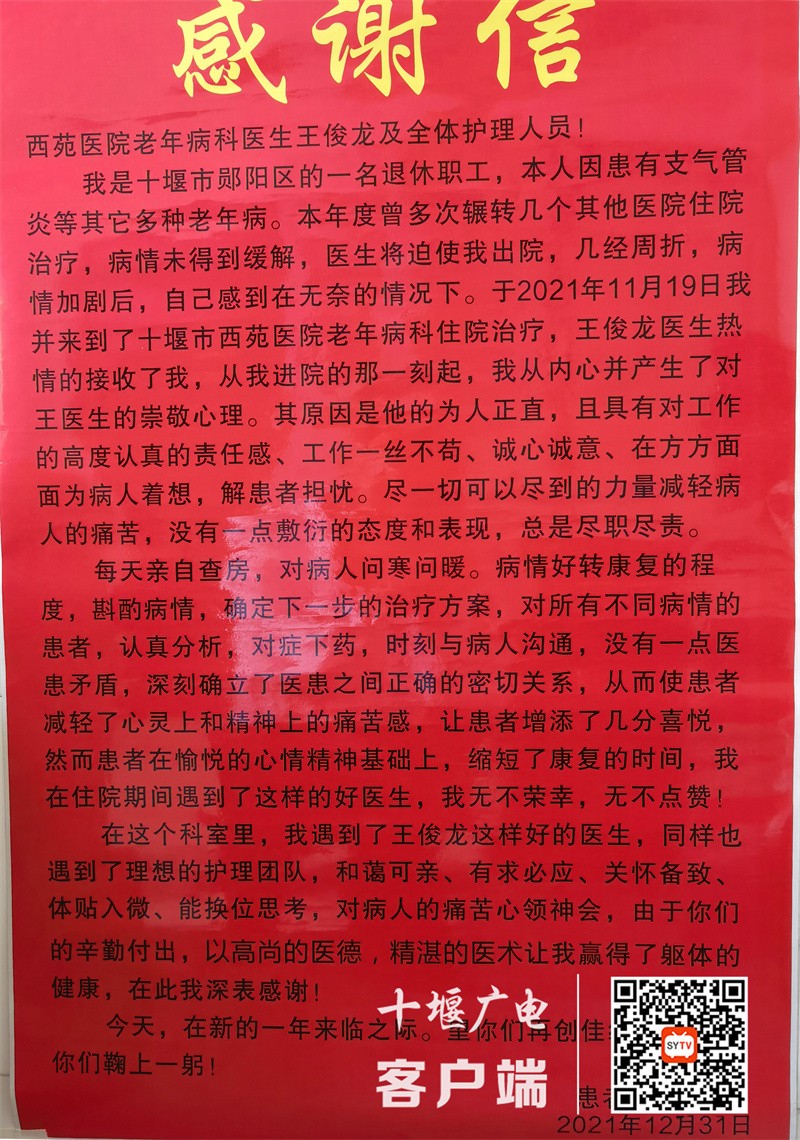 感谢信
西苑医院老年病科医生王俊龙及全体护理人员！
我是十堰市郧阳区的一名退休职工，本人因患有支气管
炎等其它多种老年病。本年度曾多次辗转几个其他医院住院
治疗，病情未得到缓解，医生将迫使我出院，几经周折，病
情加剧后，自己感到在无奈的情况下。于2021年11月19日我
并来到了十堰市西苑医院老年病科住院治疗，王俊龙医生热
情的接收了我，从我进院的那一刻起，我从内心并产生了对
王医生的崇敬心理。其原因是他的为人正直，且具有对工作
的高度认真的责任感、工作一丝不苟、诚心诚意、在方方面
面为病人着想，解患者担忧。尽一切可以尽到的力量减轻病
人的痛苦，没有一点敷衍的态度和表现，总是尽职尽责。
每天亲自查房，对病人问寒问暖。病情好转康复的程
度，斟酌病情，确定下一步的治疗方案，对所有不同病情的
患者，认真分析，对症下药，时刻与病人沟通，没有一点医
患矛盾，深刻确立了医患之间正确的密切关系，从而使患者
减轻了心灵上和精神上的痛苦感，让患者增添了几分喜悦，
然而患者在愉悦的心情精神基础上，缩短了康复的时间，我
在住院期间遇到了这样的好医生，我无不荣幸，无不点赞！
在这个科室里，我遇到了王俊龙这样好的医生，同样也
遇到了理想的护理团队，和蔼可亲、有求必应、关怀备致、
体贴入微、能换位思考，对病人的痛苦心领神会，由于你们
的辛勤付出，以高尚的医德，精湛的医术让我赢得了躯体的
健康，在此我深表感谢！
今天，在新的一年来临之际。望你们再创佳
你们鞠上一躬！
患
2021年12月31日
十堰广电
客户端
SYTV